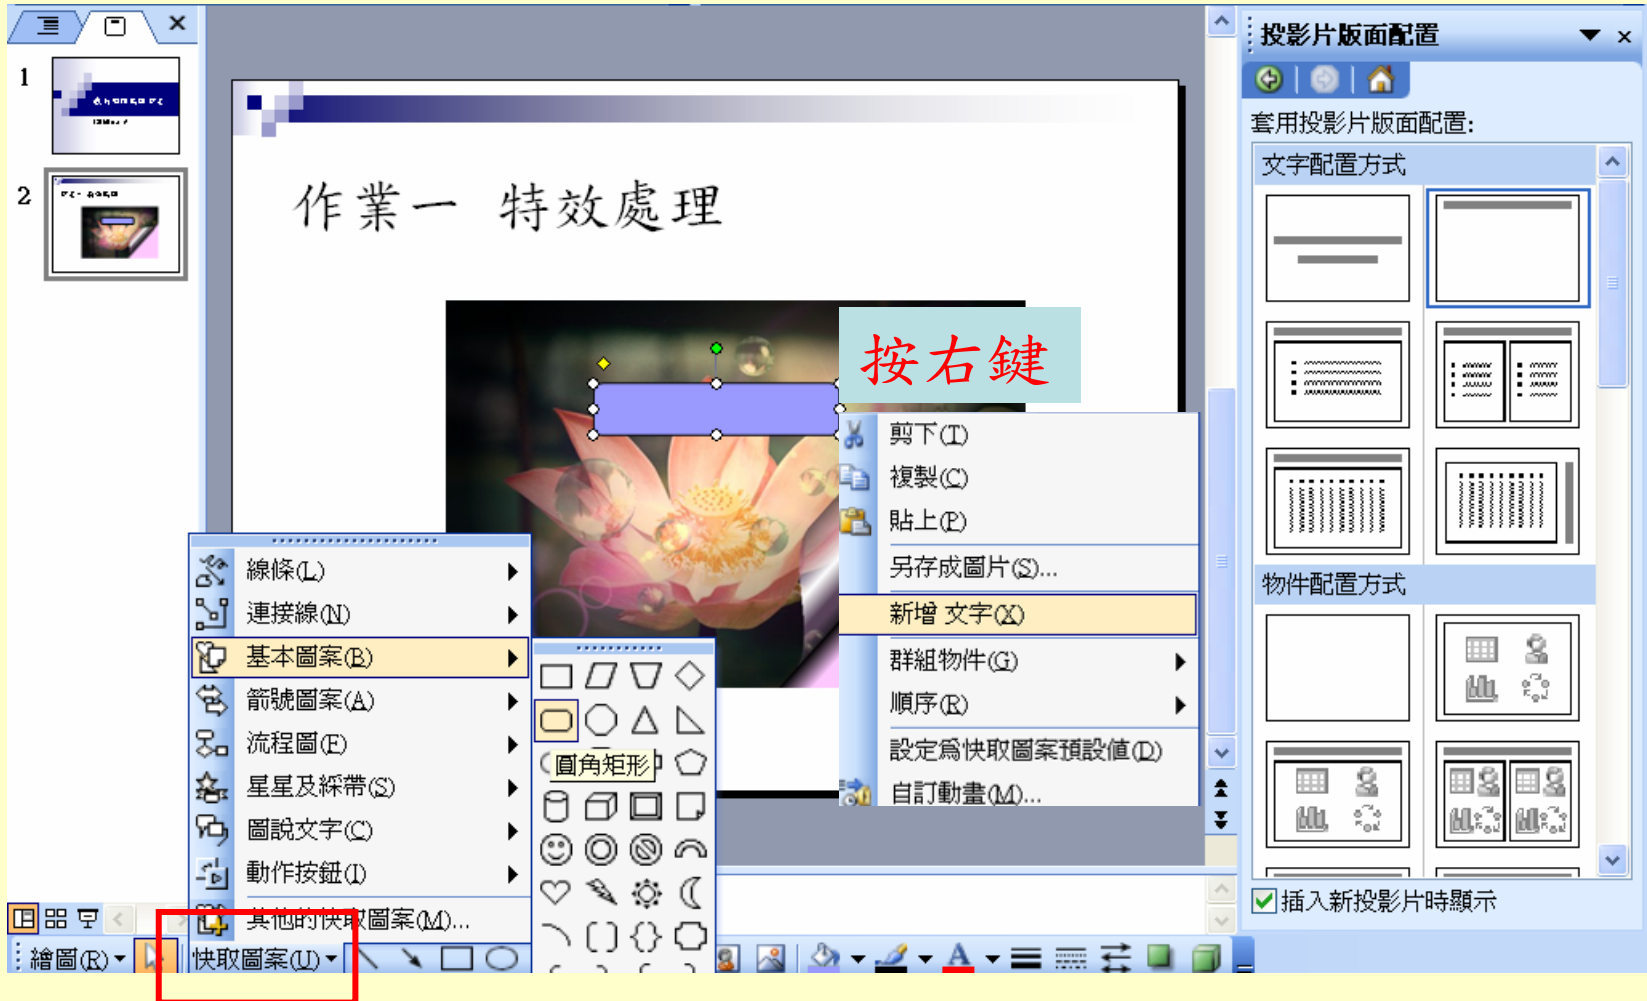 1
2
作業一 特效處理
按右鍵
剪下(T)
複製(C)
貼上(P)
另存成圖片(S)...
新增 文字(X)
群組物件(G)
順序(R)
設定為快取圖案預設值(D)
自訂動畫(M)...
線條(L)
連接線(N)
基本圖案(B)
箭號圖案(A)
流程圖(F)
星星及綵帶(S)
圖說文字(C)
動作按鈕(I)
其他的快取圖案(M)...
圓角矩形
繪圖(R)
快取圖案(U)
A
投影片版面配置
套用投影片版面配置:
文字配置方式
物件配置方式
插入新投影片時顯示